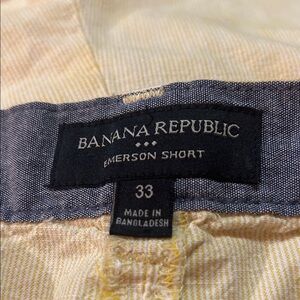 BANANA REPUBLIC
EMERSON SHORT
33
MADE IN
BANGLADESH